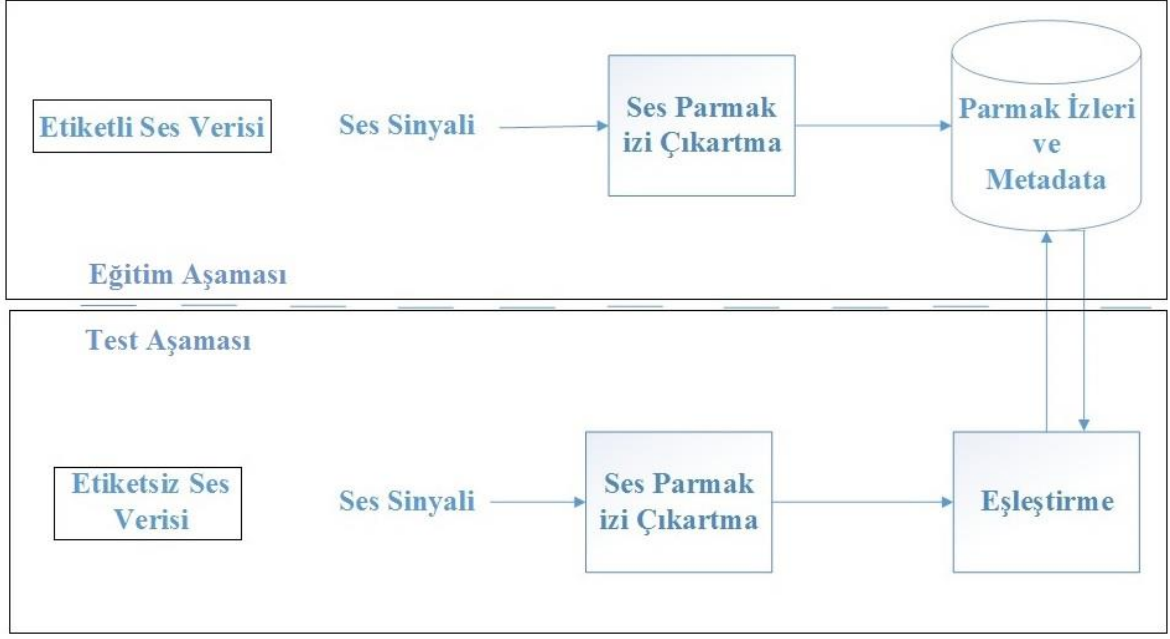 Etiketli Ses Verisi
Ses Sinyali
Ses Parmak
izi Çıkartma
Parmak İzleri
ve
Metadata
Eğitim Aşaması
Test Aşaması
Etiketsiz Ses
Verisi
Ses Sinyali
Ses Parmak
izi Çıkartma
Eşleştirme